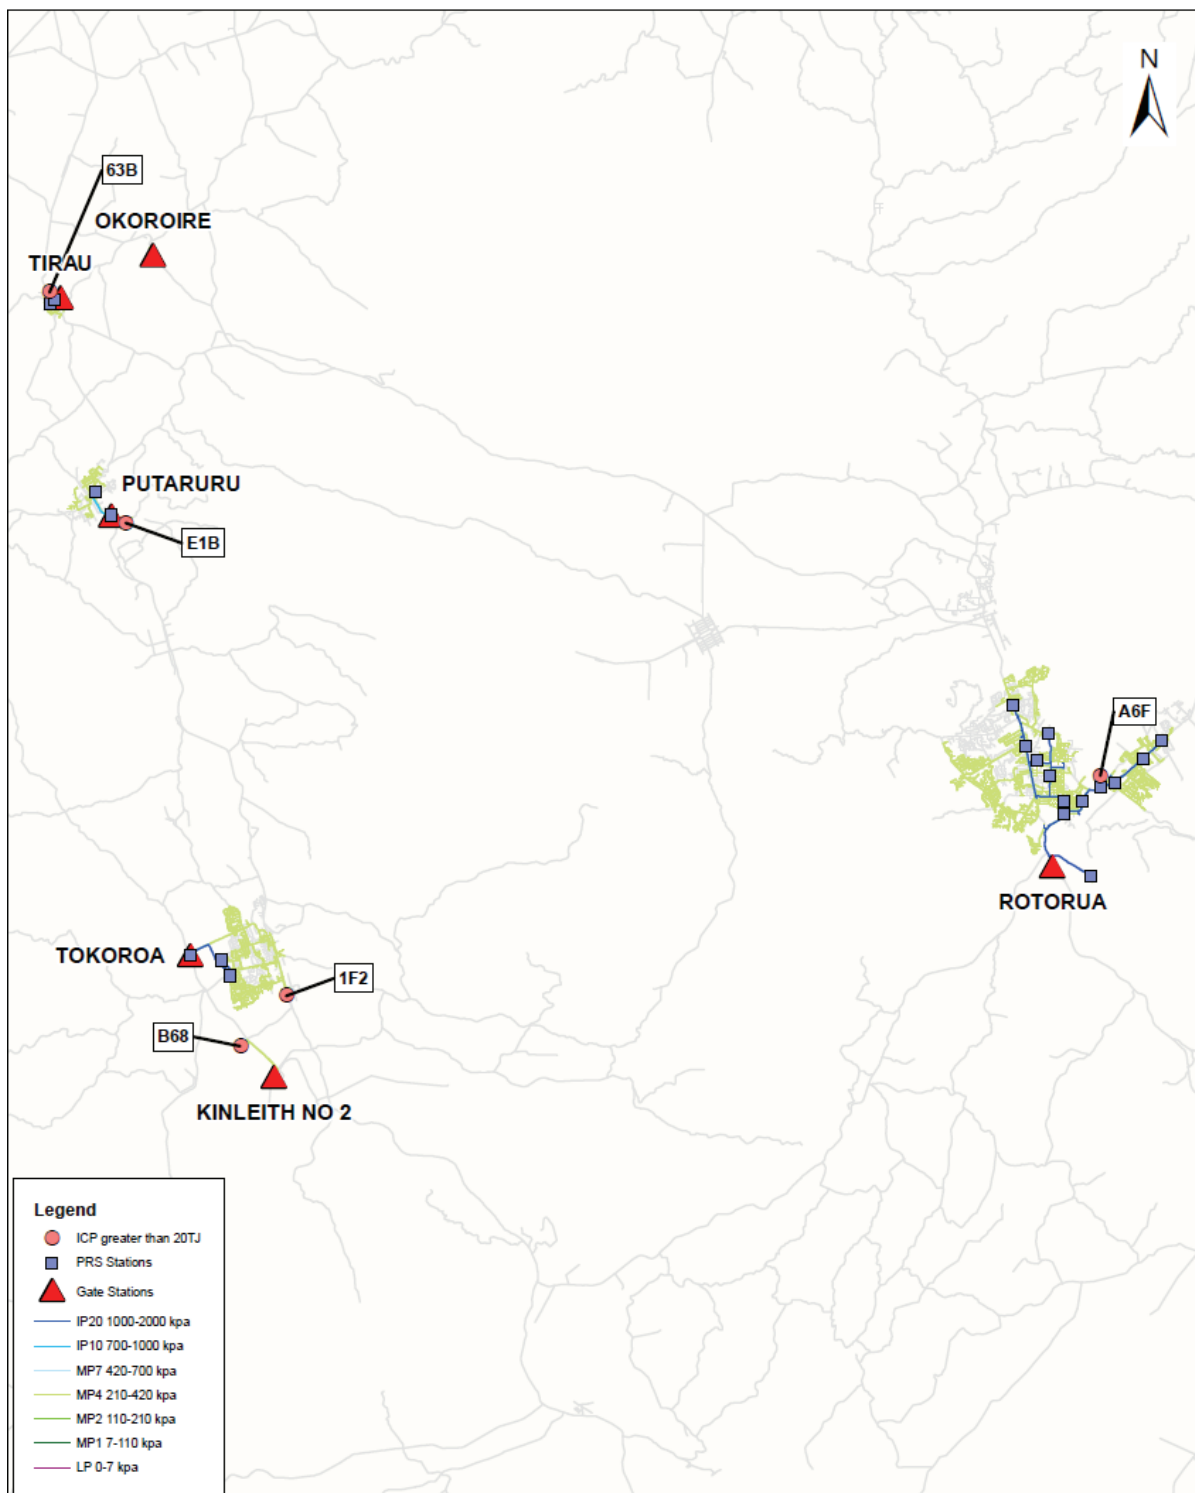 N
63B
OKOROIRE
TIRAU
PUTARURU
E1B
A6F
ROTORUA
TOKOROA
1F2
B68
KINLEITH NO 2
Legend
ICP greater than 20TJ
PRS Stations
Gate Stations
IP20 1000-2000 kpa
IP10 700-1000 kpa
MP7 420-700 kpa
MP4 210-420 kpa
MP2 110-210 kpa
MP1 7-110 kpa
LP 0-7 kpa